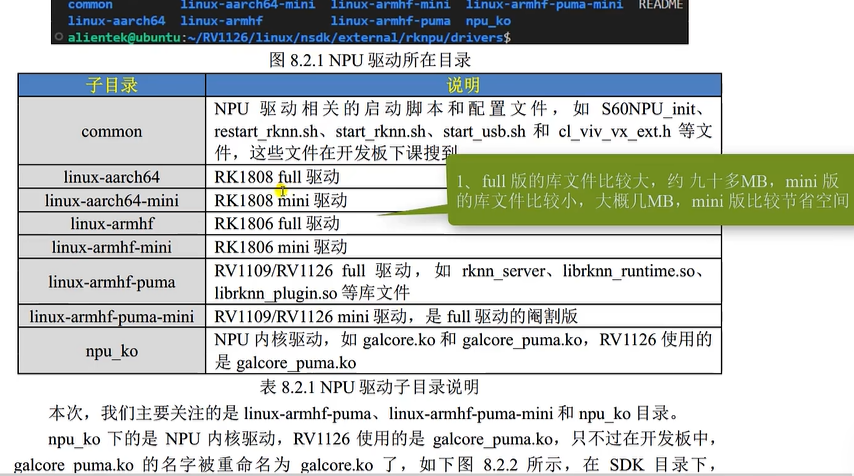 common linux-aarch64-mini linux-armhf-mini linux-armhf-puma-mini README
linux-aarch64 linux-armhf linux-armhf-puma npu_ko
alientek@ubuntu:~/RV1126/linux/nsdk/external/rknpu/drivers$
图 8.2.1 NPU 驱动所在目录
子目录 说明
common
NPU 驱动相关的启动脚本和配置文件，如 S60NPU_init、
restart_rknn.sh、start_rknn.sh、start_usb.sh 和 cl_viv_vx_ext.h 等文
件，这些文件在开发板下课搜到
linux-aarch64 RK1808 full 驱动
linux-aarch64-mini RK1808 mini 驱动
linux-armhf RK1806 full 驱动
linux-armhf-mini RK1806 mini 驱动
linux-armhf-puma
RV1109/RV1126 full 驱动，如 rknn_server、librknn_runtime.so、
librknn_plugin.so 等库文件
linux-armhf-puma-mini RV1109/RV1126 mini 驱动，是 full 驱动的阉割版
npu_ko
NPU 内核驱动，如 galcore.ko 和 galcore_puma.ko，RV1126 使用的
是 galcore_puma.ko
1、full 版的库文件比较大，约 九十多MB，mini 版
的库文件比较小，大概几MB，mini 版比较节省空间
表 8.2.1 NPU 驱动子目录说明
本次，我们主要关注的是 linux-armhf-puma、linux-armhf-puma-mini 和 npu_ko 目录。
npu_ko 下的是 NPU 内核驱动，RV1126 使用的是 galcore_puma.ko，只不过在开发板中，
galcore_puma.ko 的名字被重命名为 galcore.ko 了，如下图 8.2.2 所示，在 SDK 目录下，